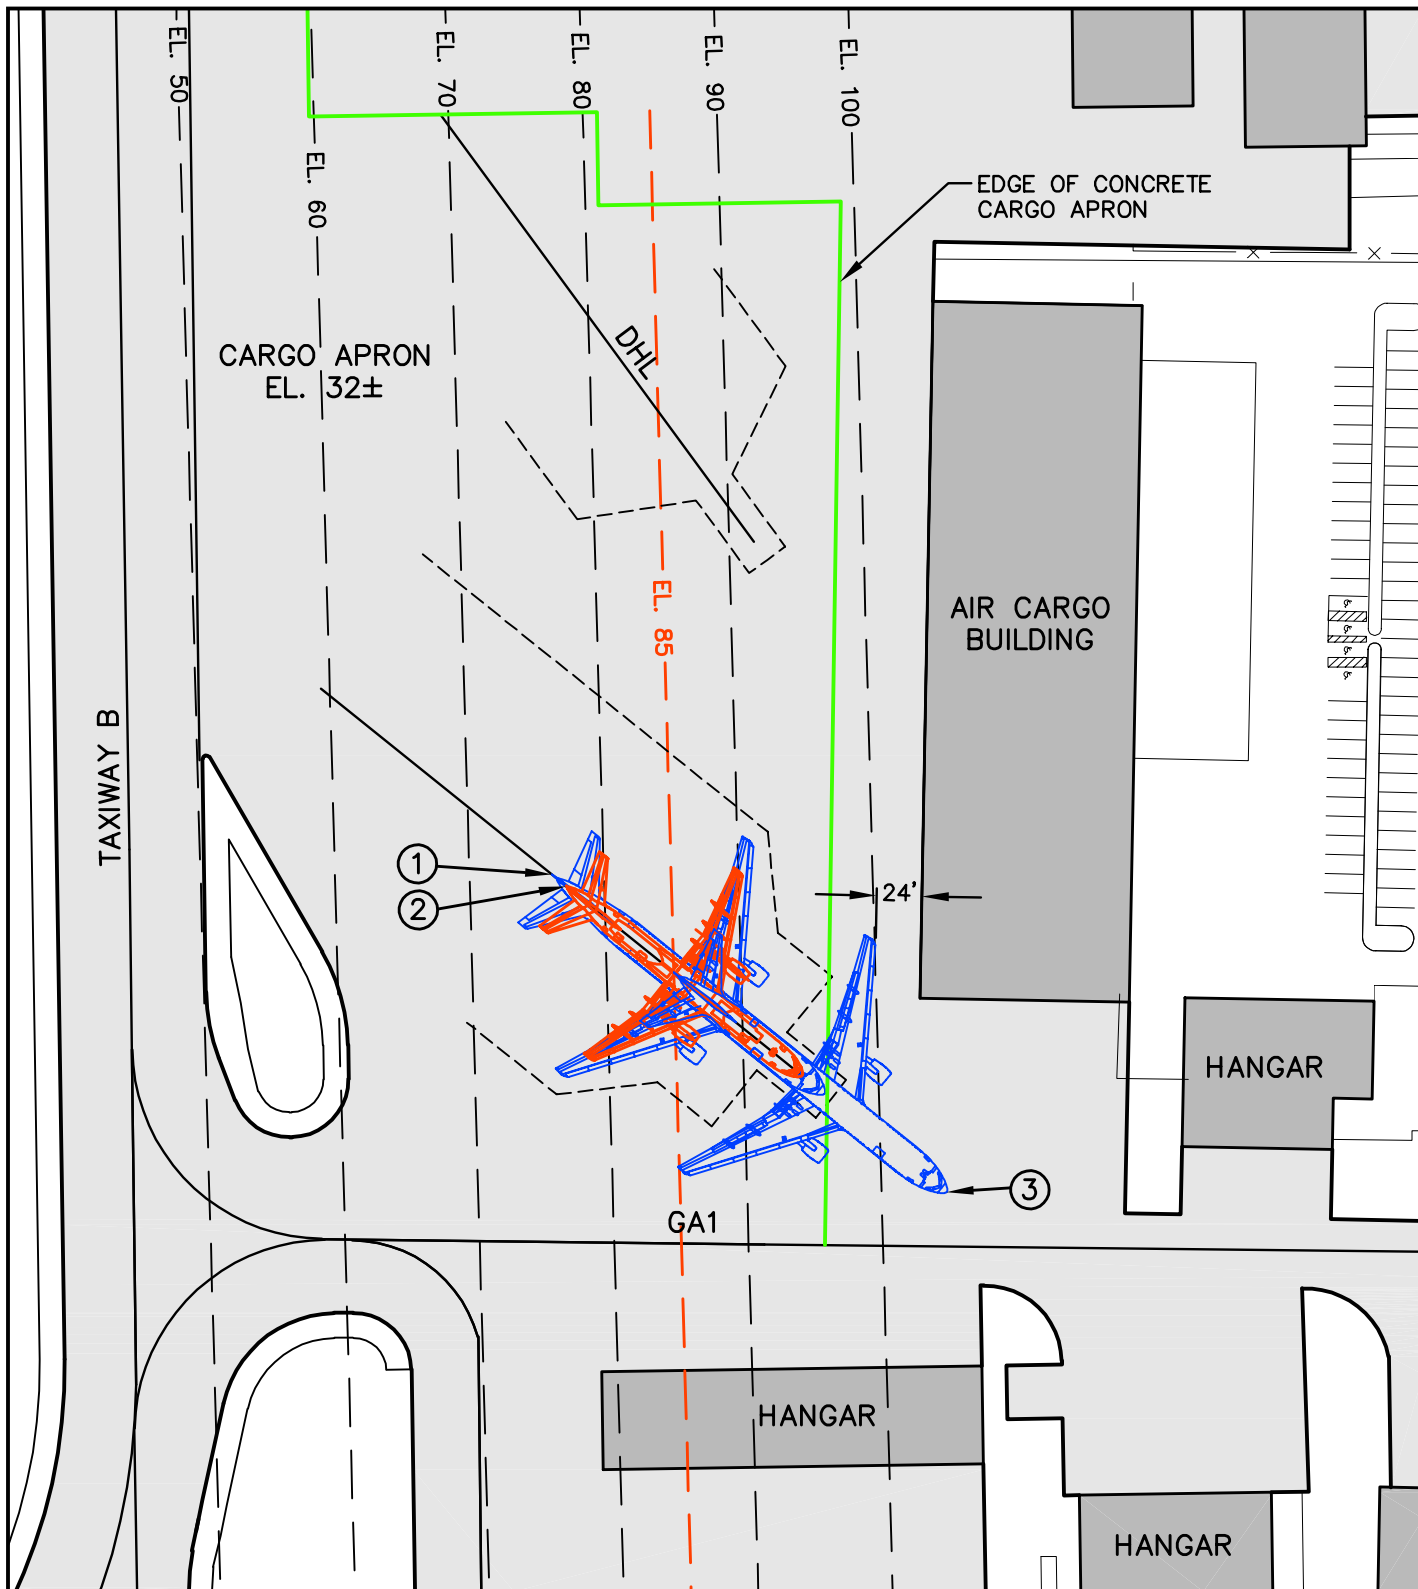 EL. 50
EL. 70
EL. 80
EL. 90
EL. 100
EL. 60
EDGE OF CONCRETE
CARGO APRON
DHL
CARGO APRON
EL. 32±
EL. 85
AIR CARGO
BUILDING
TAXIWAY B
1
2
24'
HANGAR
3
GA1
HANGAR
HANGAR